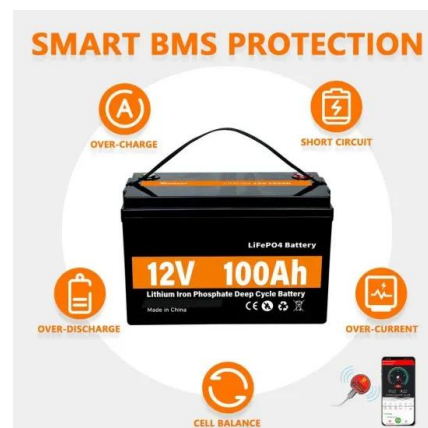 SMART BMS PROTECTION
A
OVER-CHARGE
SHORT CIRCUIT
LiFePO4 Battery
12V 100Ah
Lithium Iron Phosphate Deep Cycle Battery
Made in China
CE
OVER-DISCHARGE
OVER-CURRENT
CELL BALANCE